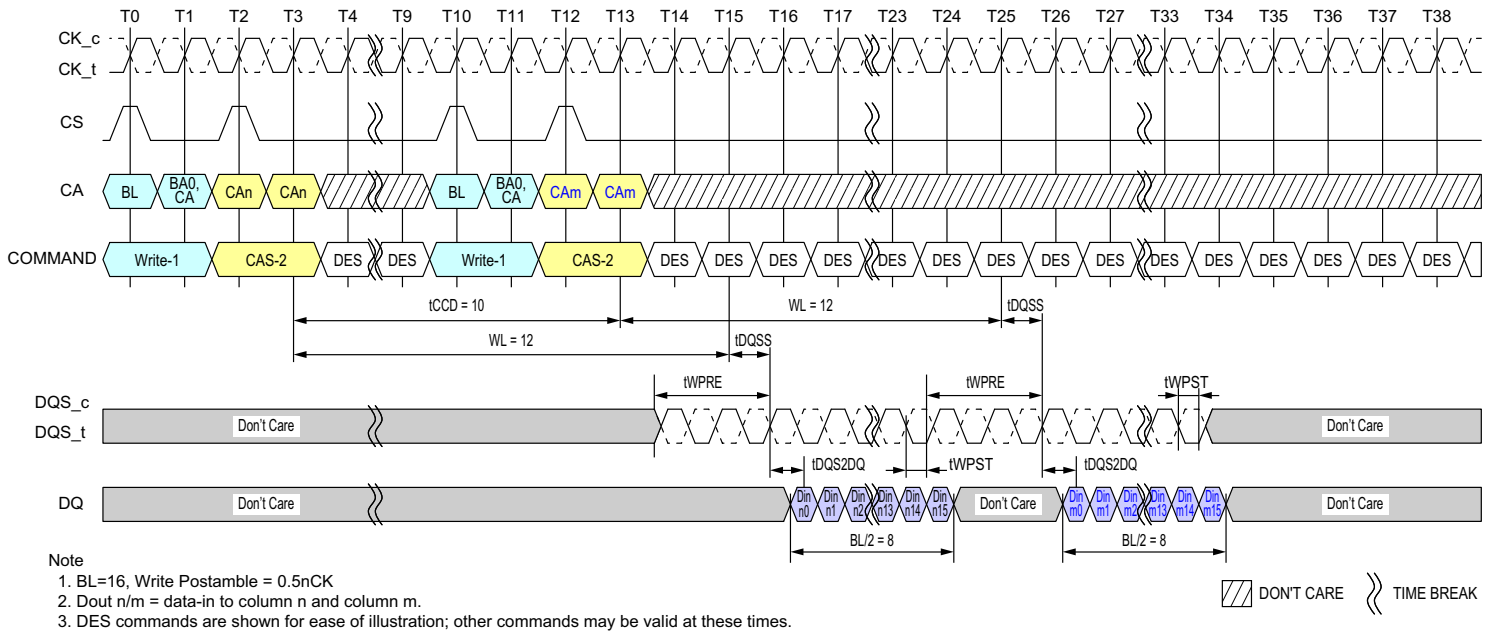 T0 T1 T2 T3 T4 T9 T10 T11 T12 T13 T14 T15 T16 T17 T23 T24 T25 T26 T27 T33 T34 T35 T36 T37 T38
CK_c
CK_t
CS
CA BL BA0, CA CAn CAn BL BA0, CA CAm CAm
COMMAND Write-1 CAS-2 DES DES Write-1 CAS-2 DES DES DES DES DES DES DES DES DES DES DES DES DES DES DES
tCCD = 10 WL = 12 tDQSS
WL = 12 tDQSS
tWPRE tWPRE tWPST
DQS_c
DQS_t Don't Care Don't Care
tDQS2DQ tWPST tDQS2DQ
DQ Don't Care Din n0 Din n1 Din n2 Din n13 Din n14 Din n15 Don't Care Din m0 Din m1 Din m2 Din m13 Din m14 Din m15 Don't Care
BL/2 = 8 BL/2 = 8
Note
1. BL=16, Write Postamble = 0.5nCK
2. Dout n/m = data-in to column n and column m.
3. DES commands are shown for ease of illustration; other commands may be valid at these times.
DON'T CARE TIME BREAK